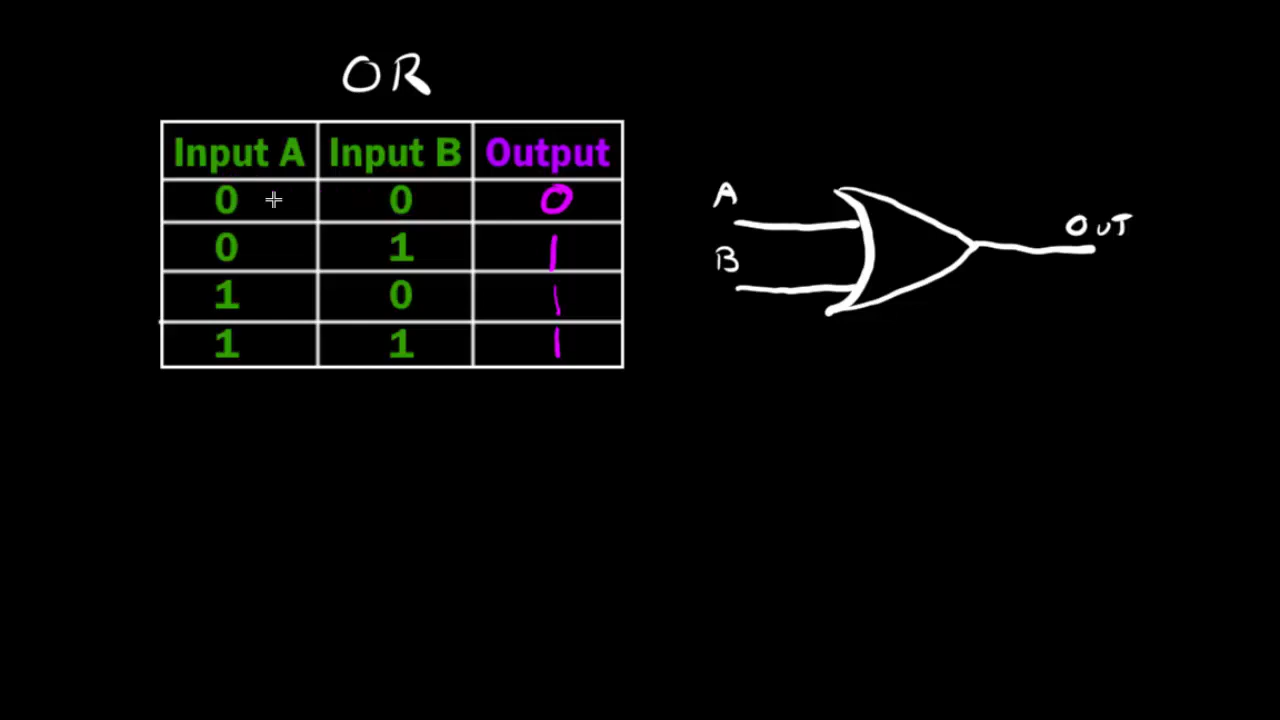 OR
Input A Input B Output
0 0 0
0 1 1
1 0 1
1 1 1
A
B
OUT